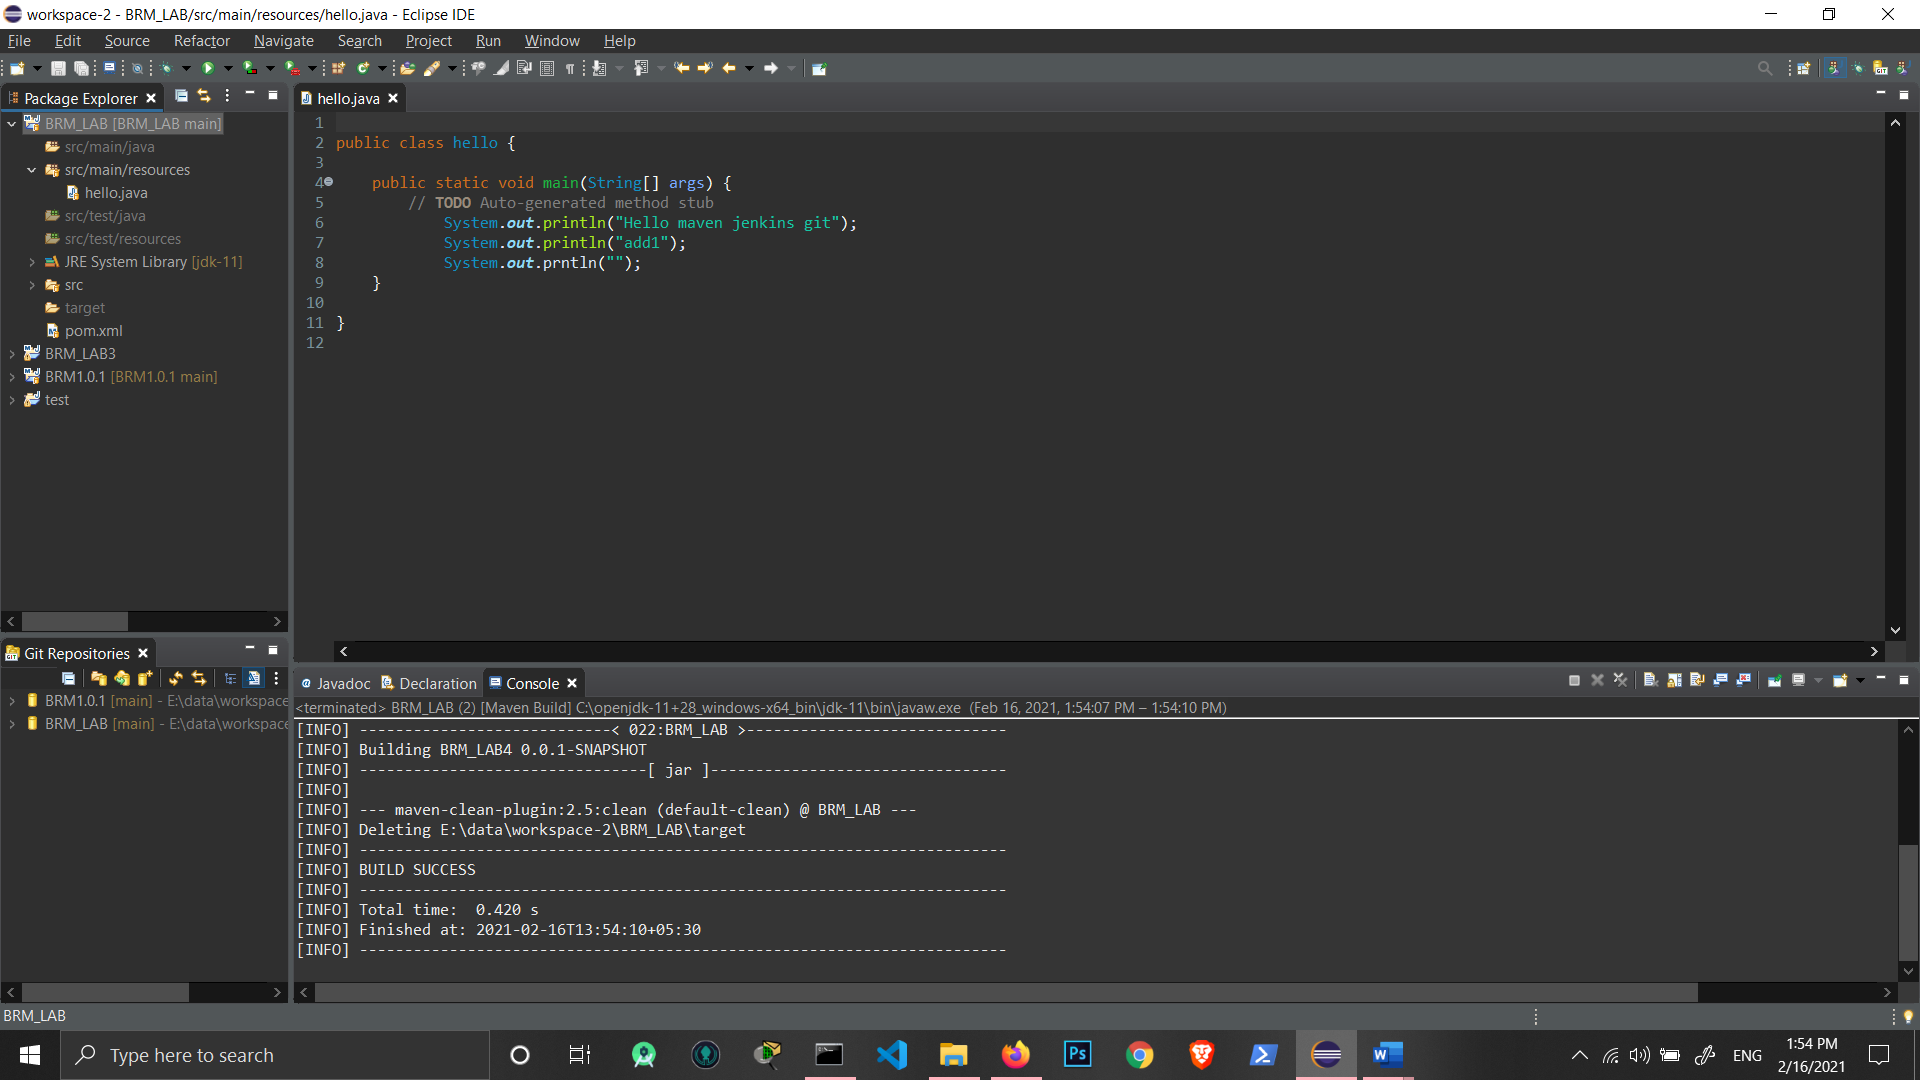 workspace-2 - BRM_LAB/src/main/resources/hello.java - Eclipse IDE
File Edit Source Refactor Navigate Search Project Run Window Help
Package Explorer
BRM_LAB [BRM_LAB main]
src/main/java
src/main/resources
hello.java
src/test/java
src/test/resources
JRE System Library [jdk-11]
src
target
pom.xml
BRM_LAB3
BRM1.0.1 [BRM1.0.1 main]
test
hello.java
1
2 public class hello {
3
4 public static void main(String[] args) {
5 // TODO Auto-generated method stub
6 System.out.println("Hello maven jenkins git");
7 System.out.println("add1");
8 System.out.prntln("");
9 }
10
11 }
12
Git Repositories
BRM1.0.1 [main] - E:\data\workspace
BRM_LAB [main] - E:\data\workspace
@ Javadoc Declaration Console
<terminated> BRM_LAB (2) [Maven Build] C:\openjdk-11+28_windows-x64_bin\jdk-11\bin\javaw.exe (Feb 16, 2021, 1:54:07 PM – 1:54:10 PM)
[INFO] ----------------------------< 022:BRM_LAB >-----------------------------
[INFO] Building BRM_LAB4 0.0.1-SNAPSHOT
[INFO] --------------------------------[ jar ]---------------------------------
[INFO]
[INFO] --- maven-clean-plugin:2.5:clean (default-clean) @ BRM_LAB ---
[INFO] Deleting E:\data\workspace-2\BRM_LAB\target
[INFO] ------------------------------------------------------------------------
[INFO] BUILD SUCCESS
[INFO] ------------------------------------------------------------------------
[INFO] Total time:  0.420 s
[INFO] Finished at: 2021-02-16T13:54:10+05:30
[INFO] ------------------------------------------------------------------------
BRM_LAB
Type here to search
Ps
ENG
1:54 PM
2/16/2021